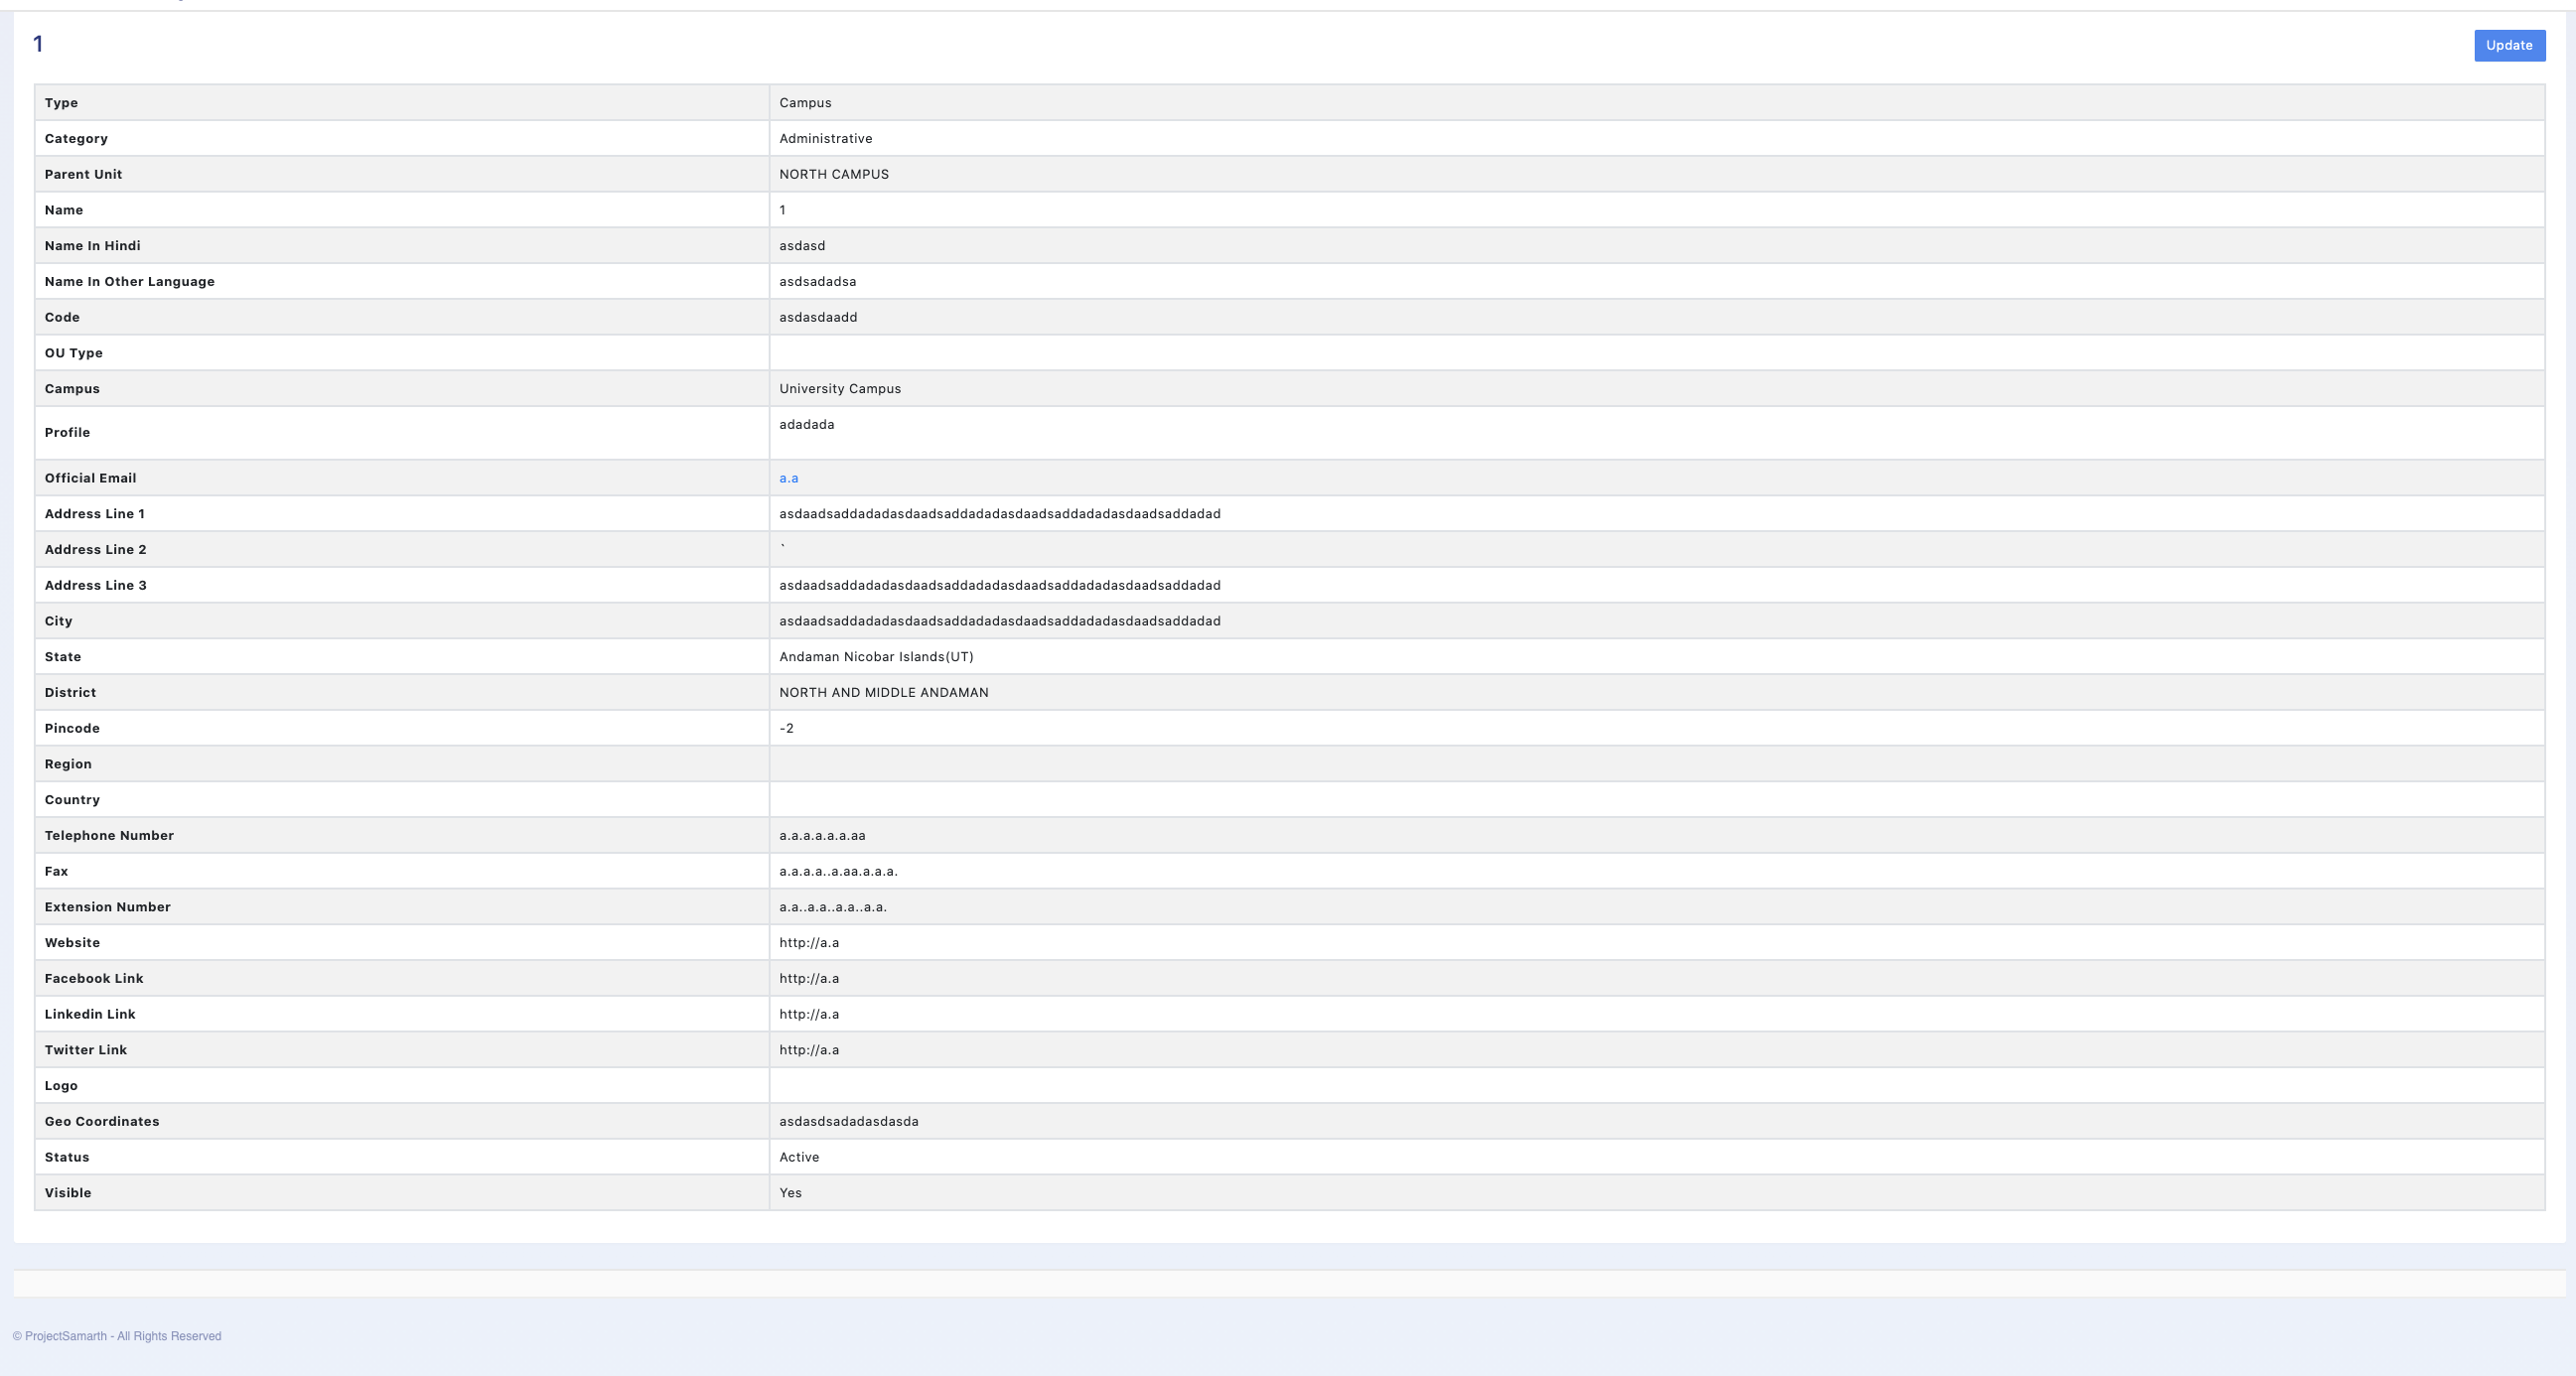 1
Update
Type Campus
Category Administrative
Parent Unit NORTH CAMPUS
Name 1
Name In Hindi asdasd
Name In Other Language asdsadadsa
Code asdasdaadd
OU Type
Campus University Campus
Profile adadada
Official Email a.a
Address Line 1 asdaadsaddadadasdaadsaddadadasdaadsaddadadasdaadsaddadad
Address Line 2 `
Address Line 3 asdaadsaddadadasdaadsaddadadasdaadsaddadadasdaadsaddadad
City asdaadsaddadadasdaadsaddadadasdaadsaddadadasdaadsaddadad
State Andaman Nicobar Islands(UT)
District NORTH AND MIDDLE ANDAMAN
Pincode -2
Region
Country
Telephone Number a.a.a.a.a.a.aa
Fax a.a.a.a..a.aa.a.a.a.
Extension Number a.a..a.a..a.a..a.a.
Website http://a.a
Facebook Link http://a.a
Linkedin Link http://a.a
Twitter Link http://a.a
Logo
Geo Coordinates asdasdsadadasdasda
Status Active
Visible Yes
© ProjectSamarth - All Rights Reserved